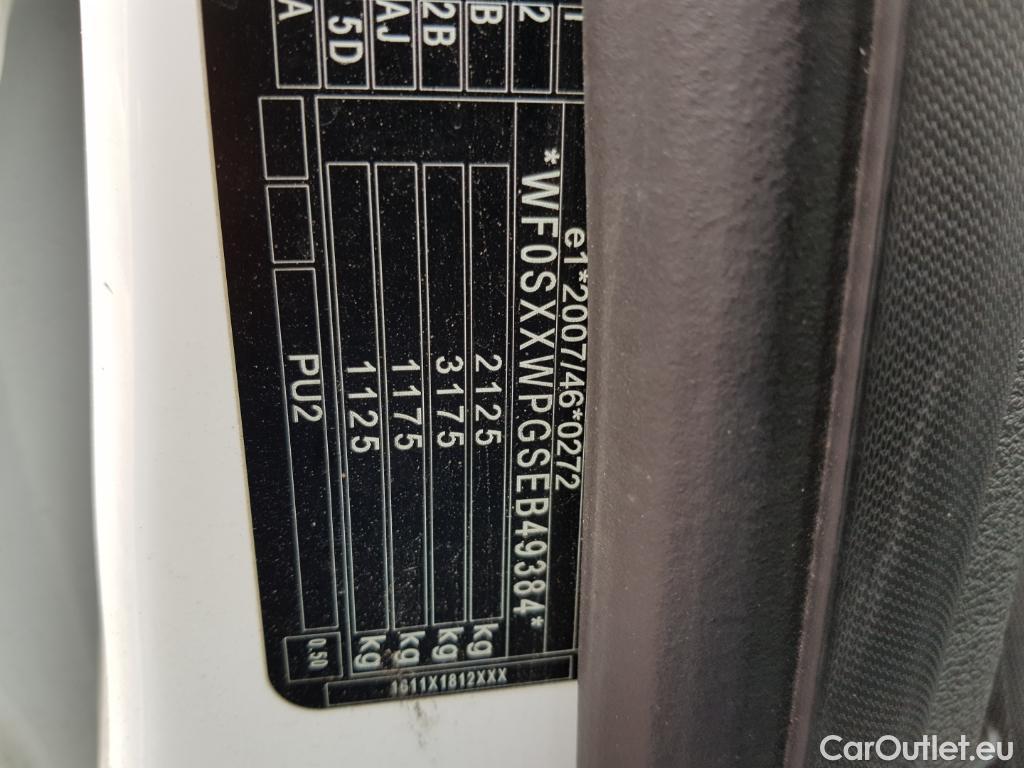 e1*2007/46*0272
*WF0SXXWPGSEB49384*
2125 kg
3175 kg
1175 kg
1125 kg
PU2
0.50
B
2B
AJ
5D
A
2
1611X1812XXX
CarOutlet.eu